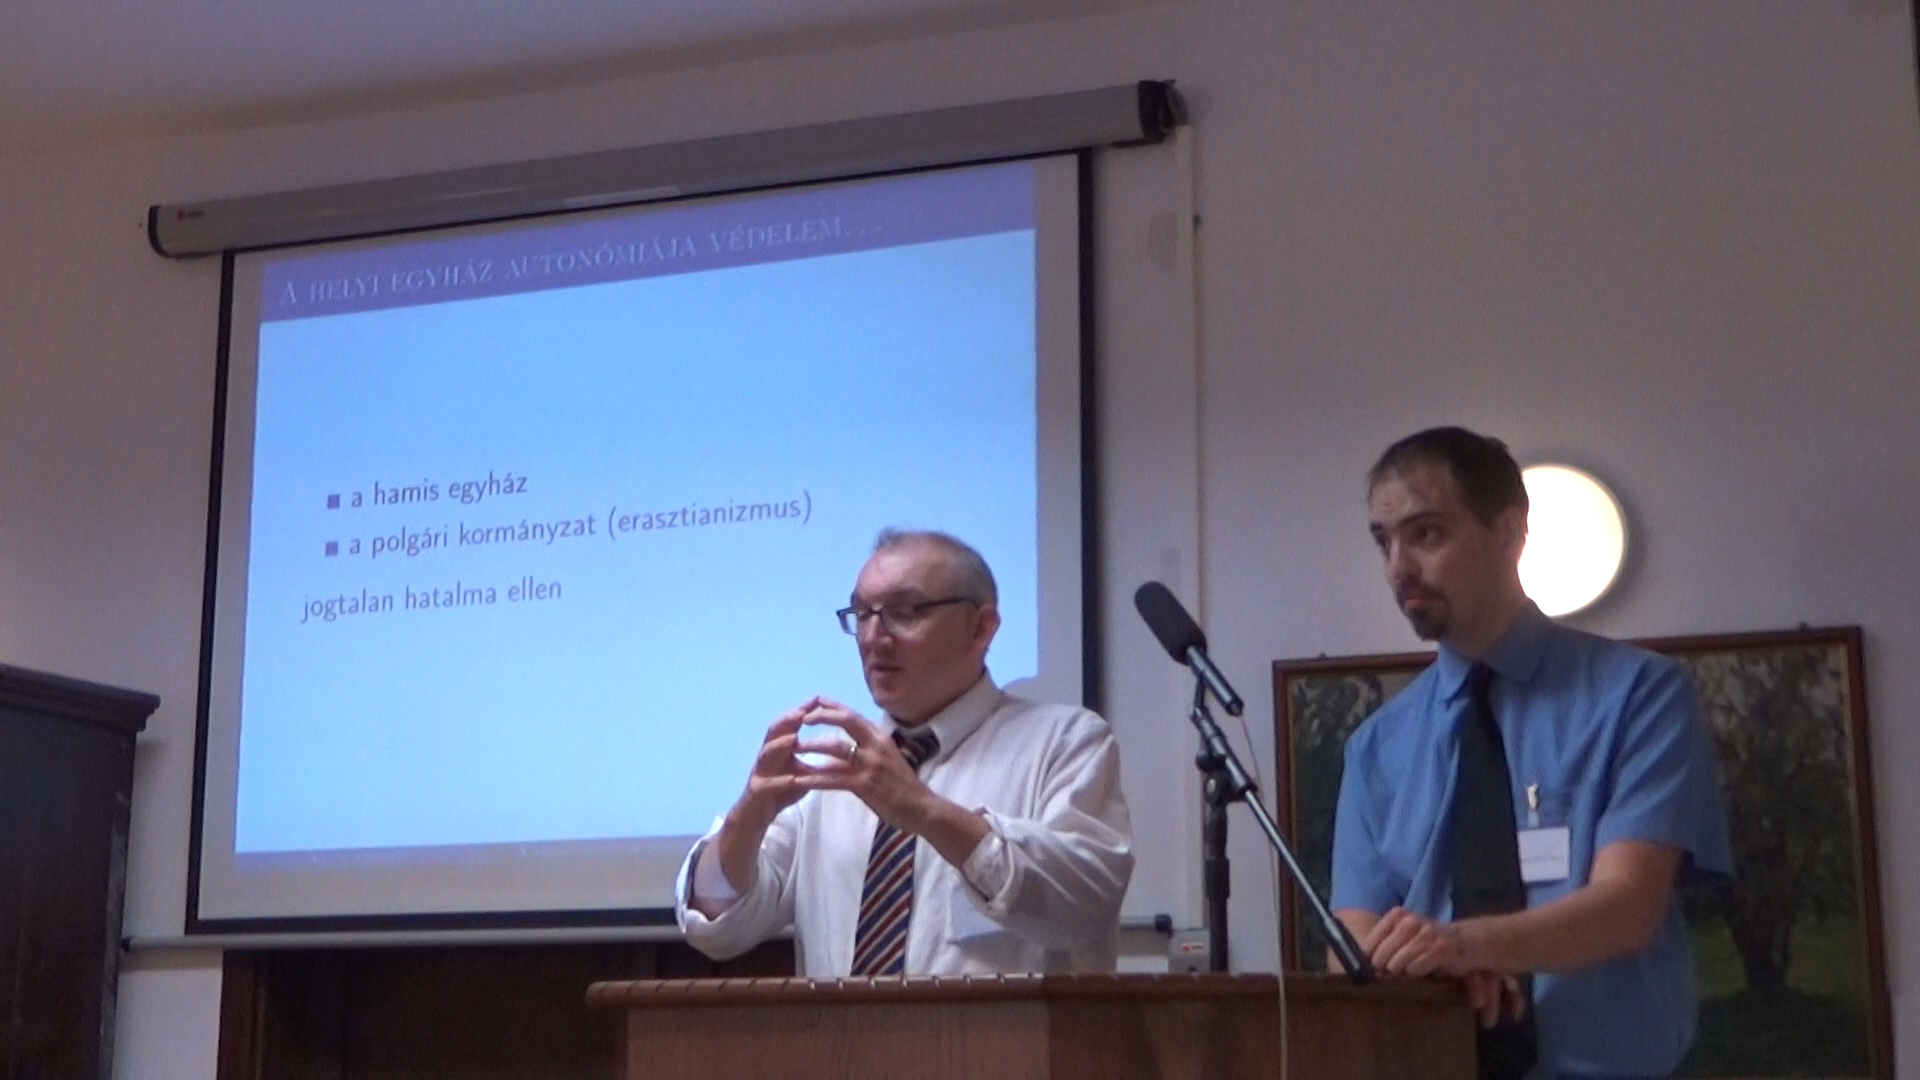 A HELYI EGYHÁZ AUTONÓMIÁJA VÉDELEM...
a hamis egyház
a polgári kormányzat (erasztianizmus)
jogtalan hatalma ellen